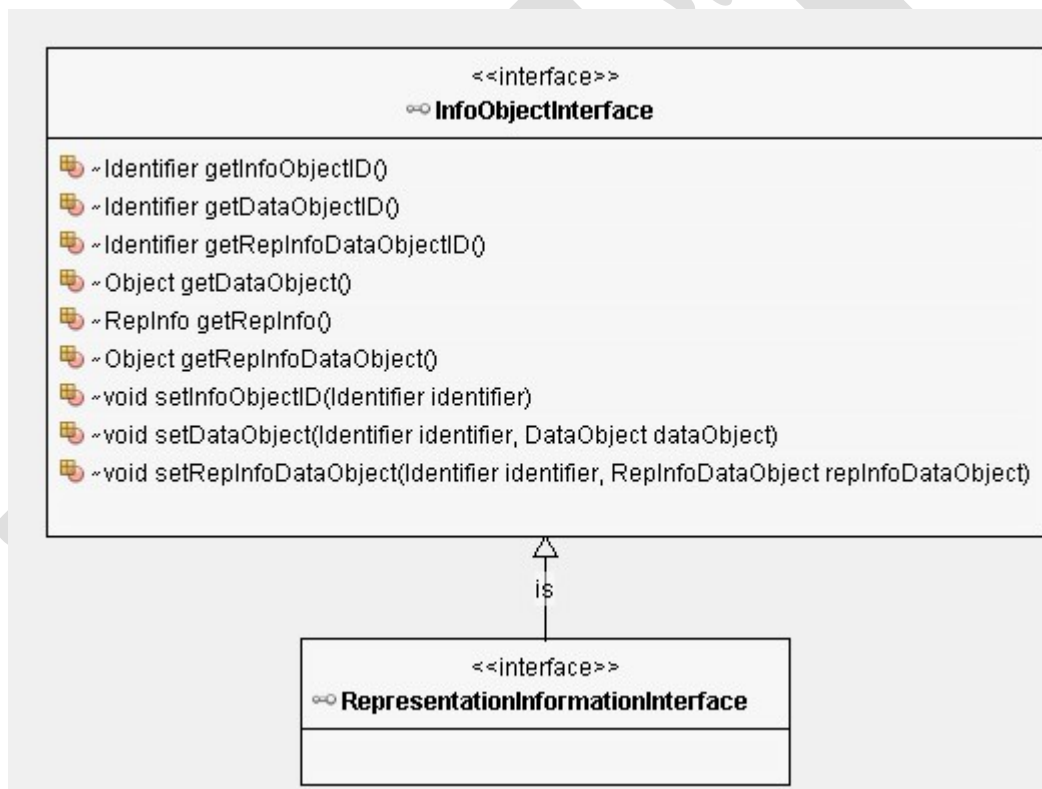 <<interface>>
InfoObjectInterface
~Identifier getInfoObjectID()
~Identifier getDataObjectID()
~Identifier getRepInfoDataObjectID()
~Object getDataObject()
~RepInfo getRepInfo()
~Object getRepInfoDataObject()
~void setInfoObjectID(Identifier identifier)
~void setDataObject(Identifier identifier, DataObject dataObject)
~void setRepInfoDataObject(Identifier identifier, RepInfoDataObject repInfoDataObject)
is
<<interface>>
RepresentationInformationInterface